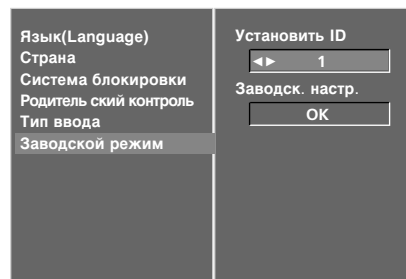 Язык(Language)
Страна
Система блокировки
Родитель ский контроль
Тип ввода
Заводской режим
Установить ID
◄► 1
Заводск. настр.
OK